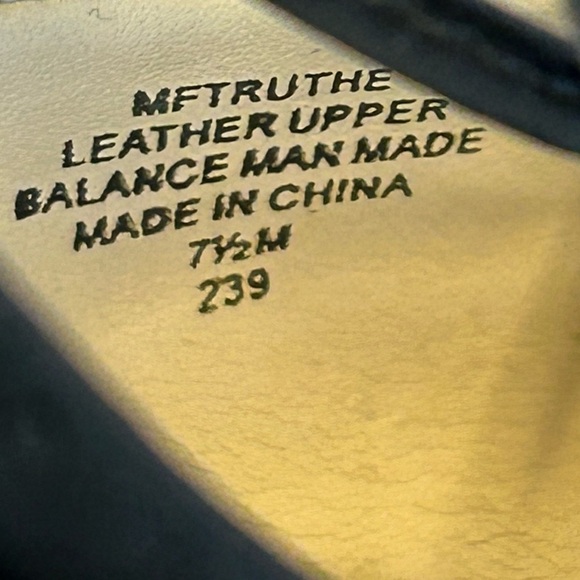 MFTRUTHE
LEATHER UPPER
BALANCE MAN MADE
MADE IN CHINA
7½M
239